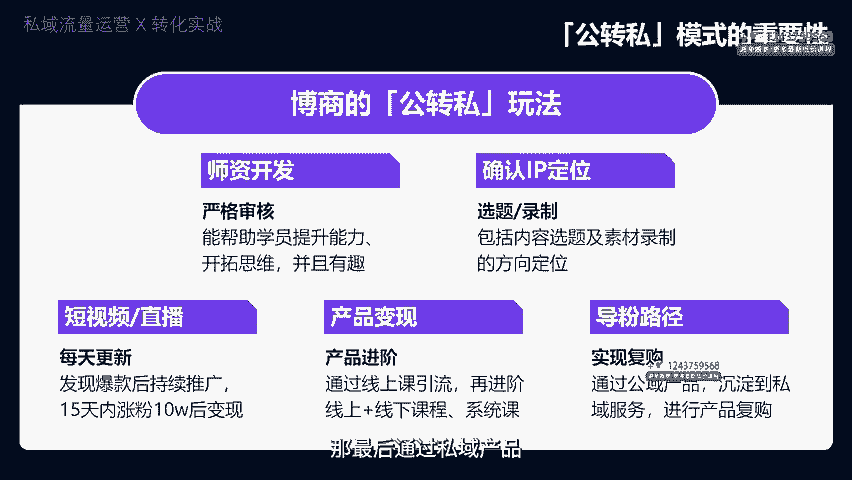 私域流量运营 X 转化实战
「公转私」模式的重要性
博商的「公转私」玩法
师资开发
严格审核
能帮助学员提升能力、
开拓思维，并且有趣
确认IP定位
选题/录制
包括内容选题及素材录制
的方向定位
短视频/直播
每天更新
发现爆款后持续推广，
15天内涨粉10w后变现
产品变现
产品进阶
通过线上课引流，再进阶
线上+线下课程、系统课
导粉路径
实现复购
1243759568
通过公域产品，沉淀到私
域服务，进行产品复购
那最后通过私域产品